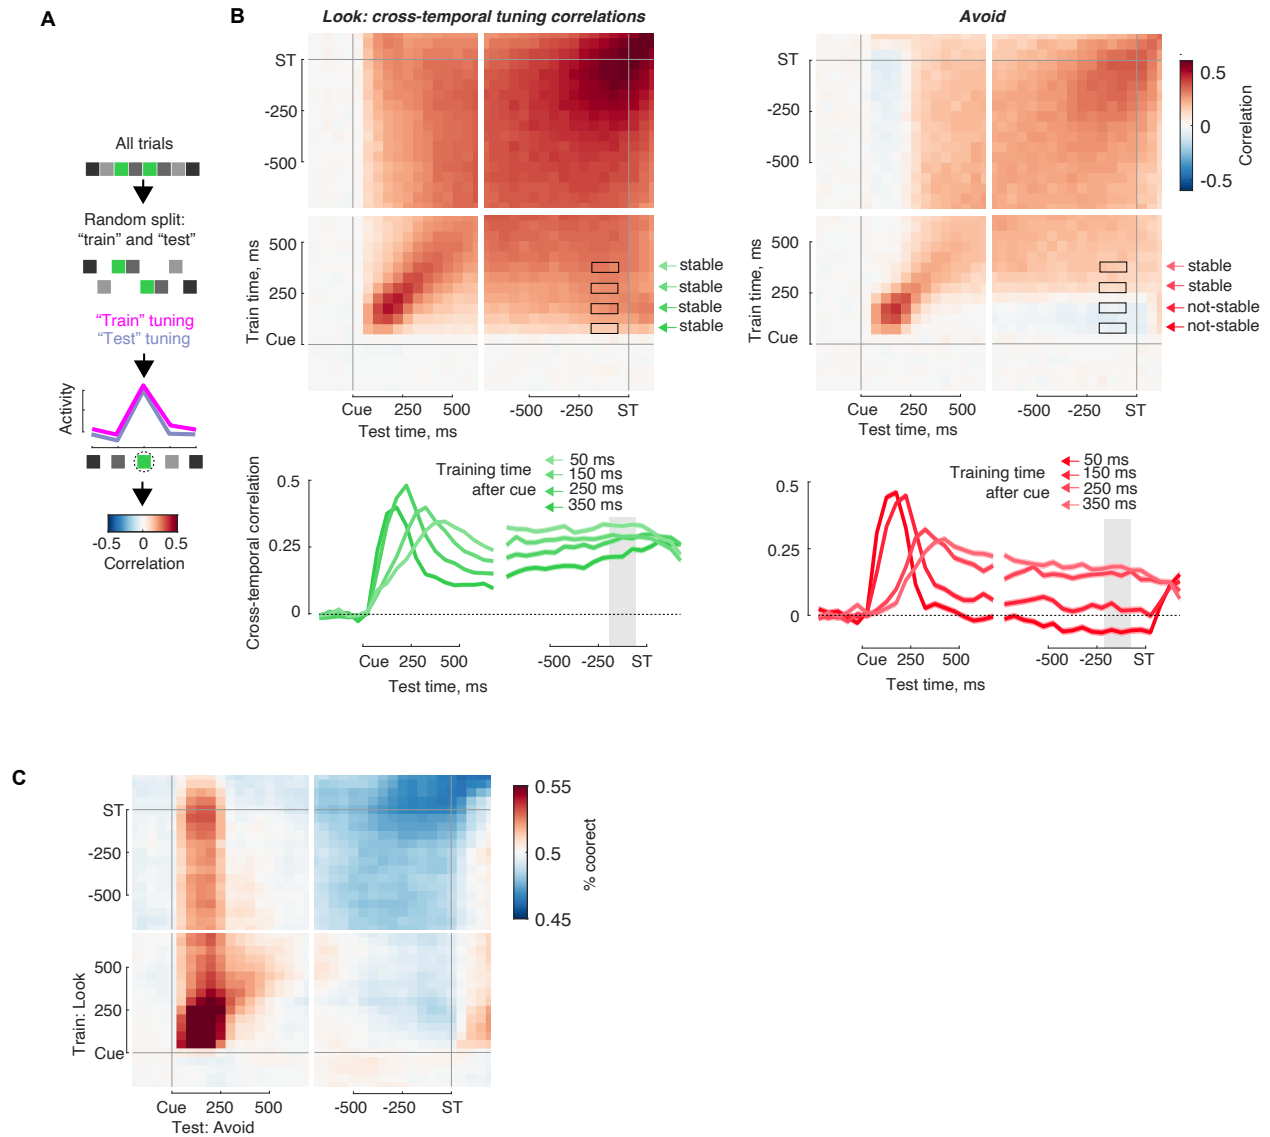 A
All trials
Random split:
“train” and “test”
“Train” tuning
“Test” tuning
Activity
-0.5 0 0.5
Correlation
B
Look: cross-temporal tuning correlations
ST
-250
-500
500
250
Cue
Train time, ms
stable
stable
stable
stable
Cue 250 500 -500 -250 ST
Test time, ms
Avoid
ST
-250
-500
500
250
Cue
Train time, ms
stable
stable
not-stable
not-stable
Cue 250 500 -500 -250 ST
Test time, ms
0.5
0
-0.5
Correlation
Cross-temporal correlation
0.5
0.25
0
Training time
after cue
50 ms
150 ms
250 ms
350 ms
Cue 250 500 -500 -250 ST
Test time, ms
0.5
0.25
0
Training time
after cue
50 ms
150 ms
250 ms
350 ms
Cue 250 500 -500 -250 ST
Test time, ms
C
ST
-250
-500
500
250
Cue
Train: Look
Cue 250 500 -500 -250 ST
Test: Avoid
0.55
0.5
0.45
% coorect